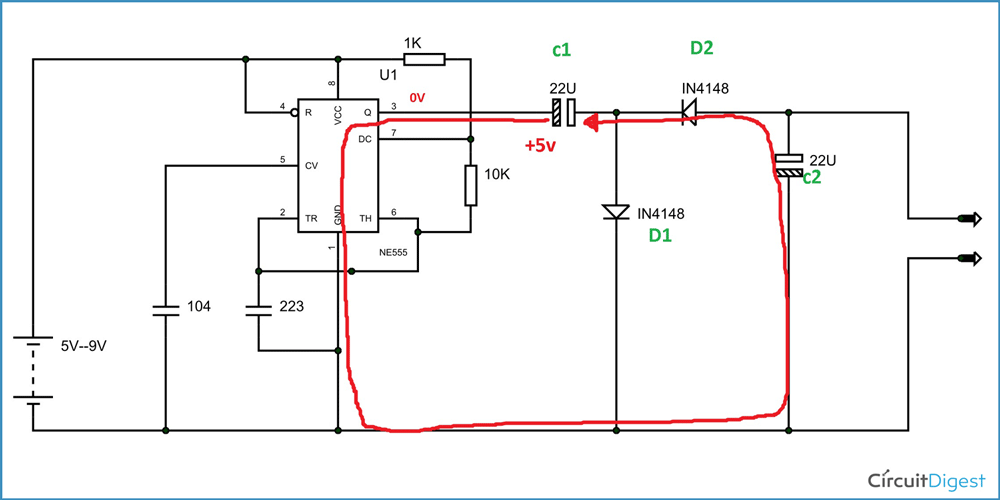 1K
c1
D2
U1
22U
IN4148
8
4
R
VCC
Q
3
0V
DC
7
+5v
5
CV
10K
22U
c2
2
TR
GND
TH
6
IN4148
D1
1
NE555
104
223
5V--9V
CircuitDigest